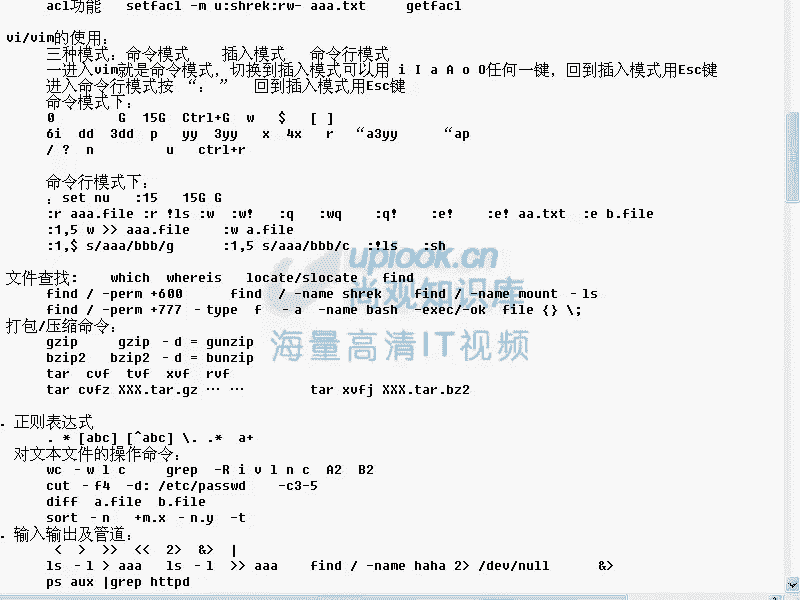 acl功能   setfacl -m u:shrek:rw- aaa.txt     getfacl
vi/vim的使用:
三种模式: 命令模式    插入模式   命令行模式
一进入vim就是命令模式, 切换到插入模式可以用 i I a A o O任何一键, 回到插入模式用Esc键
进入命令行模式按 “: ”   回到插入模式用Esc键
命令模式下:
0        G  15G  Ctrl+G  w   $   [ ]
6i  dd  3dd  p   yy  3yy   x  4x   r   “a3yy      “ap
/ ?  n         u   ctrl+r
命令行模式下:
: set nu   :15   15G G
:r aaa.file :r !ls :w  :w!   :q   :wq    :q!    :e!    :e! aa.txt  :e b.file
:1,5 w >> aaa.file    :w a.file
:1,$ s/aaa/bbb/g      :1,5 s/aaa/bbb/c  :!ls   :sh
uplook.cn
尚观知识库
文件查找:    which  whereis   locate/slocate   find
find / -perm +600      find  / -name shrek    find / -name mount -ls
find / -perm +777 -type  f  -a  -name bash  -exec/-ok  file {} \;
打包/压缩命令:
gzip     gzip -d = gunzip
bzip2   bzip2 -d = bunzip
海量高清IT视频
tar  cvf  tvf  xvf  rvf
tar cvfz XXX.tar.gz … …        tar xvfj XXX.tar.bz2
. 正则表达式
. * [abc] [^abc] \. .*  a+
对文本文件的操作命令:
wc -w l c     grep  -R i v l n c  A2  B2
cut -f4  -d: /etc/passwd    -c3-5
diff  a.file  b.file
sort -n   +m.x -n.y  -t
. 输入输出及管道:
<  >  >>  <<  2>  &>  |
ls -l > aaa   ls -l  >> aaa    find / -name haha 2> /dev/null      &>
ps aux |grep httpd